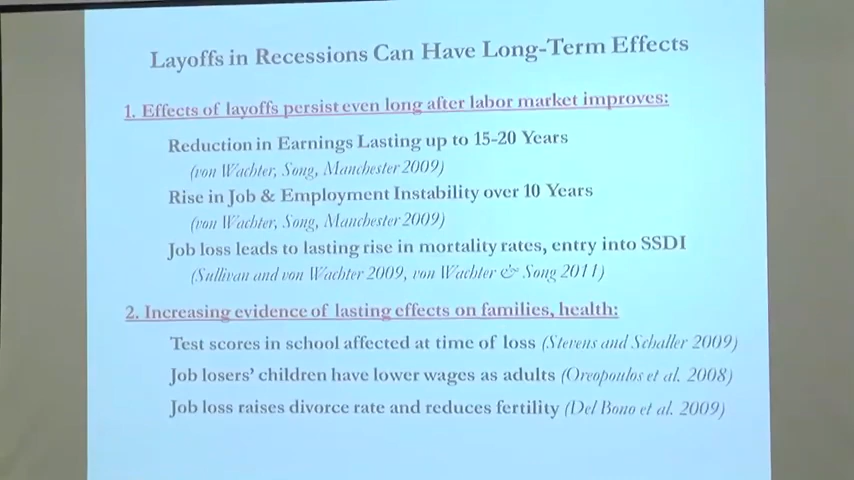 Layoffs in Recessions Can Have Long-Term Effects
1. Effects of layoffs persist even long after labor market improves:
Reduction in Earnings Lasting up to 15-20 Years
(von Wachter, Song, Manchester 2009)
Rise in Job & Employment Instability over 10 Years
(von Wachter, Song, Manchester 2009)
Job loss leads to lasting rise in mortality rates, entry into SSDI
(Sullivan and von Wachter 2009, von Wachter & Song 2011)
2. Increasing evidence of lasting effects on families, health:
Test scores in school affected at time of loss (Stevens and Schaller 2009)
Job losers' children have lower wages as adults (Oreopoulos et al. 2008)
Job loss raises divorce rate and reduces fertility (Del Bono et al. 2009)